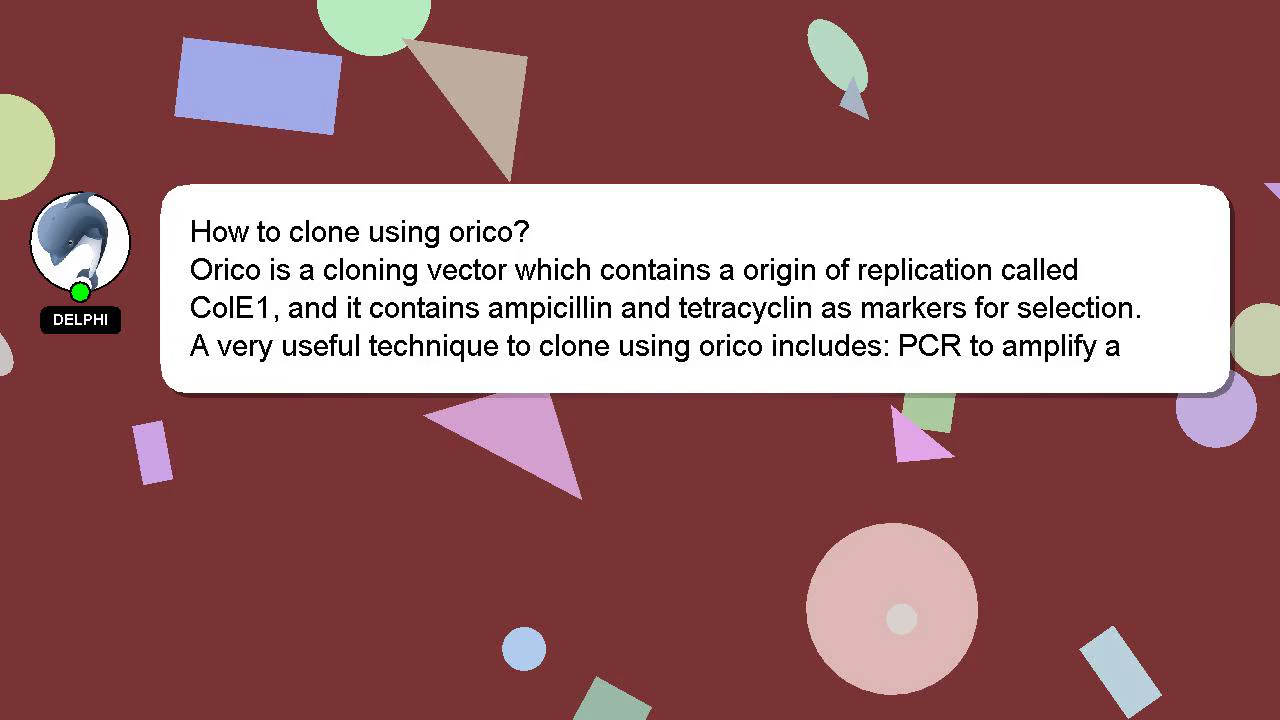 How to clone using orico?
Orico is a cloning vector which contains a origin of replication called
ColE1, and it contains ampicillin and tetracyclin as markers for selection.
A very useful technique to clone using orico includes: PCR to amplify a
DELPHI